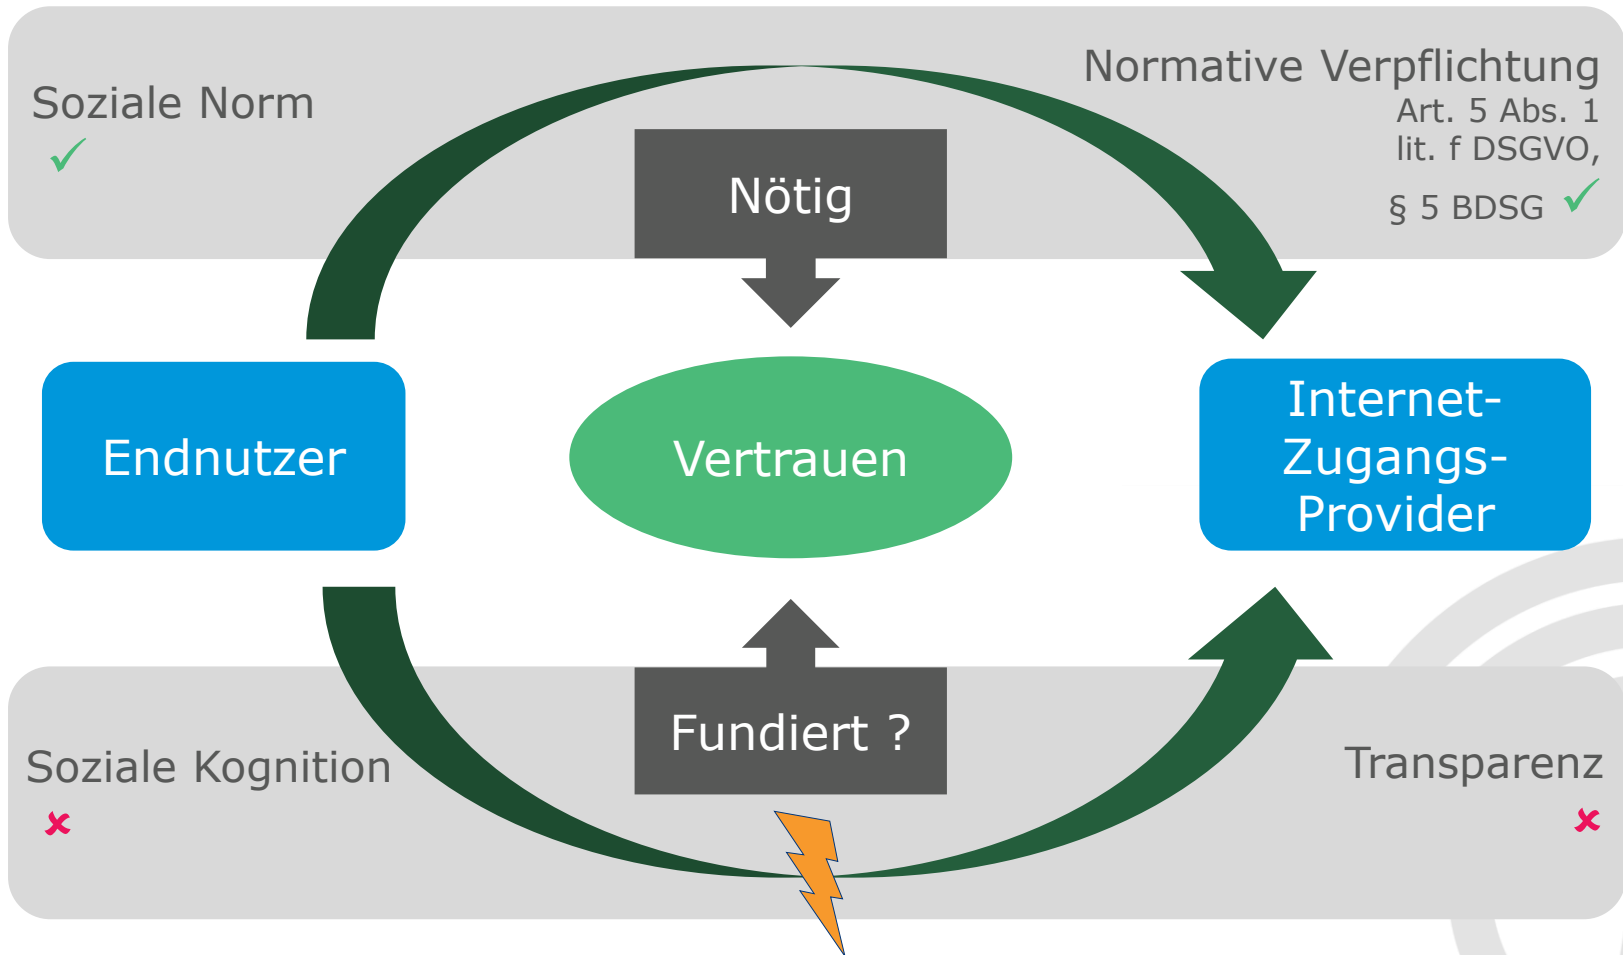 Soziale Norm
✓
Normative Verpflichtung
Art. 5 Abs. 1
lit. f DSGVO,
§ 5 BDSG ✓
Nötig
Endnutzer
Vertrauen
Internet-
Zugangs-
Provider
Fundiert ?
Soziale Kognition
✘
Transparenz
✘